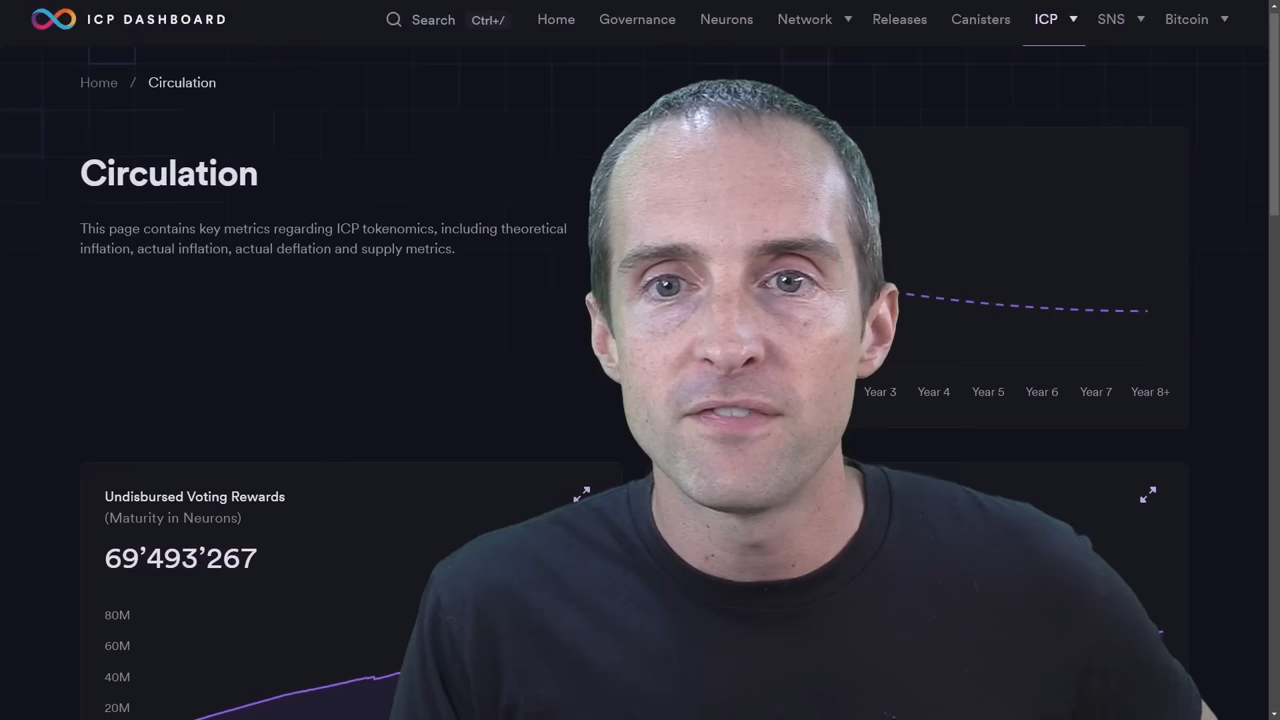 ICP DASHBOARD
Search Ctrl+/ Home Governance Neurons Network Releases Canisters ICP SNS Bitcoin
Home / Circulation
Circulation
This page contains key metrics regarding ICP tokenomics, including theoretical
inflation, actual inflation, actual deflation and supply metrics.
Year 3 Year 4 Year 5 Year 6 Year 7 Year 8+
Undisbursed Voting Rewards
(Maturity in Neurons)
69’493’267
80M
60M
40M
20M